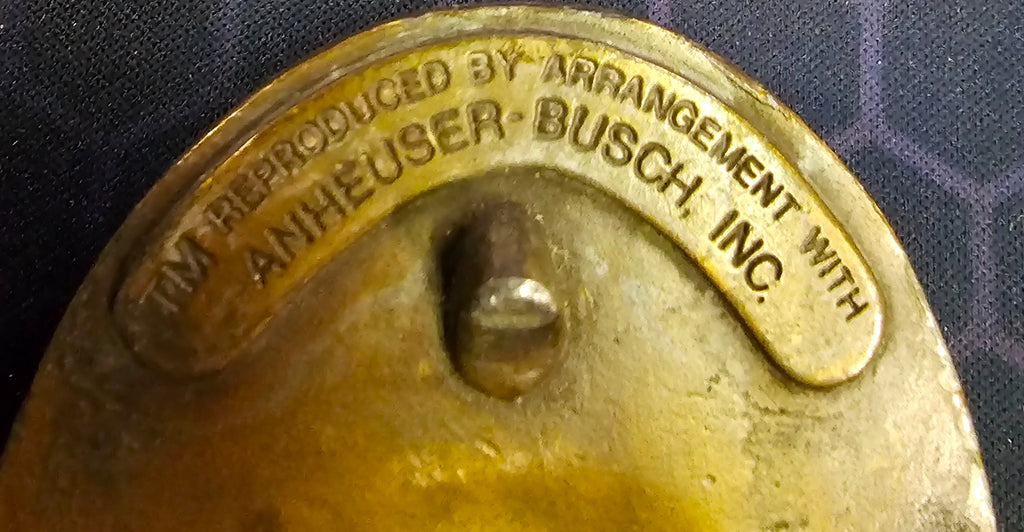 TM REPRODUCED BY ARRANGEMENT WITH
ANHEUSER-BUSCH, INC.